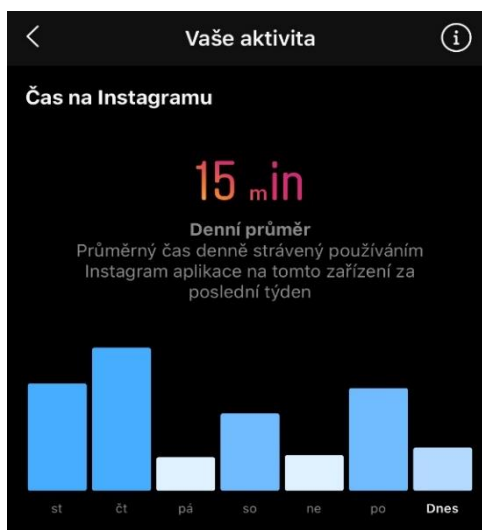 Vaše aktivita
Čas na Instagramu
15 min
Denní průměr
Průměrný čas denně strávený používáním
Instagram aplikace na tomto zařízení za
poslední týden
st čt pá so ne po Dnes